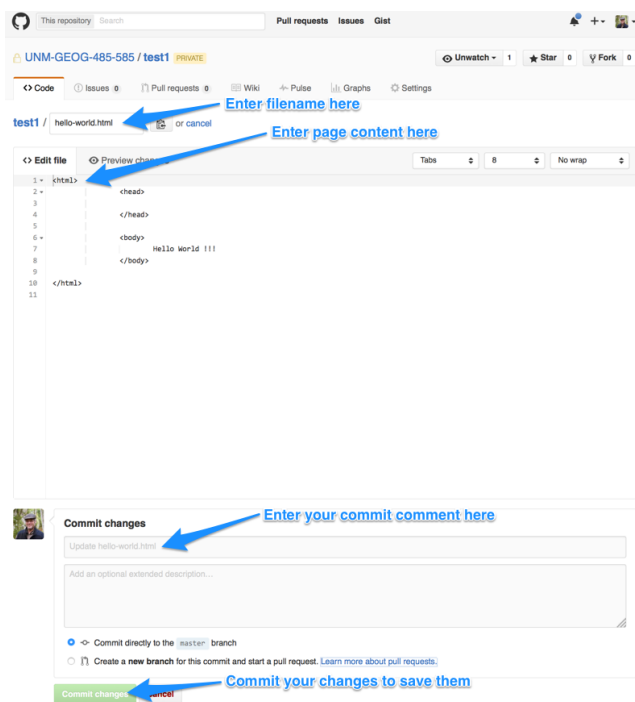 This repository Search Pull requests Issues Gist
UNM-GEOG-485-585 / test1 PRIVATE Unwatch 1 Star 0 Fork 0
Code Issues 0 Pull requests 0 Wiki Pulse Graphs Settings
Enter filename here
test1 / hello-world.html or cancel
Enter page content here
Edit file Preview changes Tabs 8 No wrap
1 <html>
2 <head>
3
4 </head>
5
6 <body>
7 Hello World !!!
8 </body>
9
10 </html>
11
Enter your commit comment here
Commit changes
Update hello-world.html
Add an optional extended description...
Commit directly to the master branch
Create a new branch for this commit and start a pull request. Learn more about pull requests.
Commit your changes to save them
Commit changes Cancel